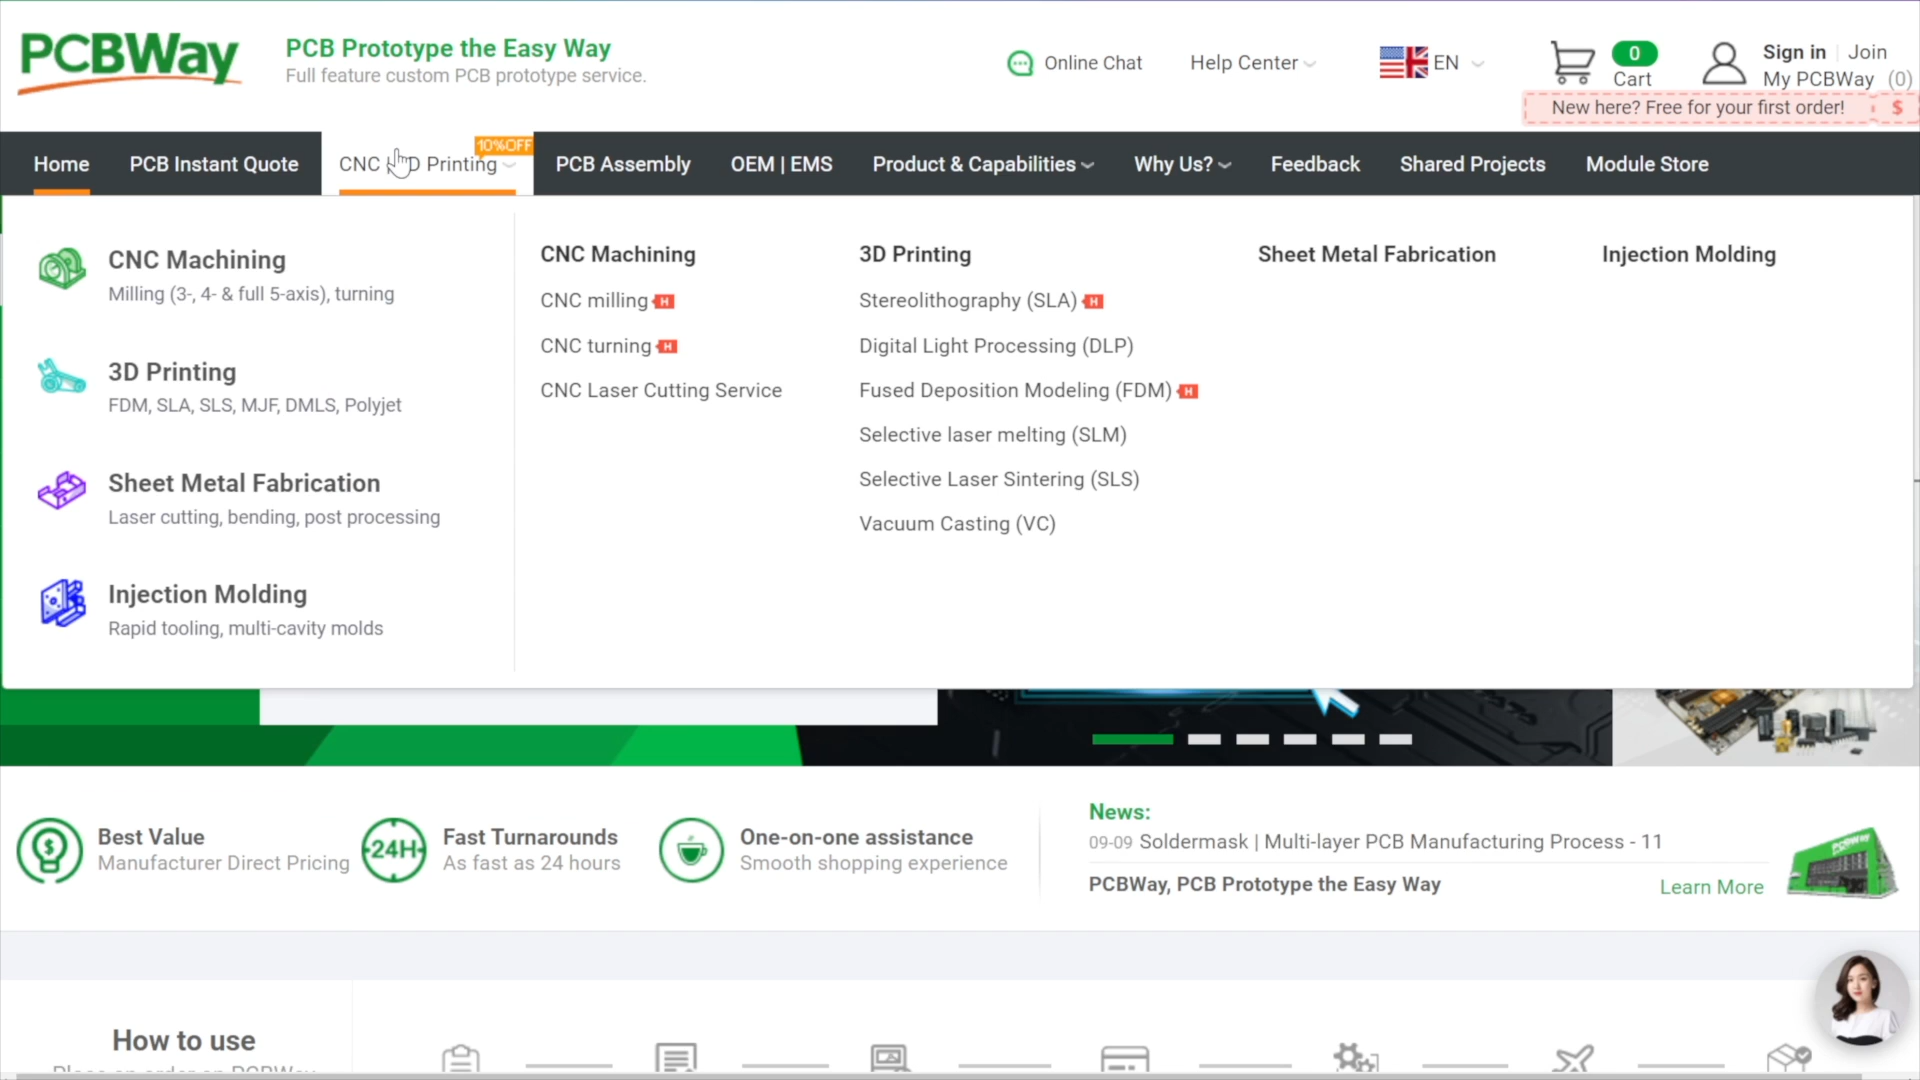 PCBWay
PCB Prototype the Easy Way
Full feature custom PCB prototype service.
Online Chat
Help Center
EN
0
Cart
Sign in
Join
My PCBWay (0)
New here? Free for your first order!
$
Home
PCB Instant Quote
CNC D Printing
10%OFF
PCB Assembly
OEM | EMS
Product & Capabilities
Why Us?
Feedback
Shared Projects
Module Store
CNC Machining
Milling (3-, 4- & full 5-axis), turning
3D Printing
FDM, SLA, SLS, MJF, DMLS, Polyjet
Sheet Metal Fabrication
Laser cutting, bending, post processing
Injection Molding
Rapid tooling, multi-cavity molds
CNC Machining
CNC milling H
CNC turning H
CNC Laser Cutting Service
3D Printing
Stereolithography (SLA) H
Digital Light Processing (DLP)
Fused Deposition Modeling (FDM) H
Selective laser melting (SLM)
Selective Laser Sintering (SLS)
Vacuum Casting (VC)
Sheet Metal Fabrication
Injection Molding
Best Value
Manufacturer Direct Pricing
24H
Fast Turnarounds
As fast as 24 hours
One-on-one assistance
Smooth shopping experience
News:
09-09 Soldermask | Multi-layer PCB Manufacturing Process - 11
PCBWay, PCB Prototype the Easy Way
Learn More
PCBWay
How to use
Place an order on PCBWay